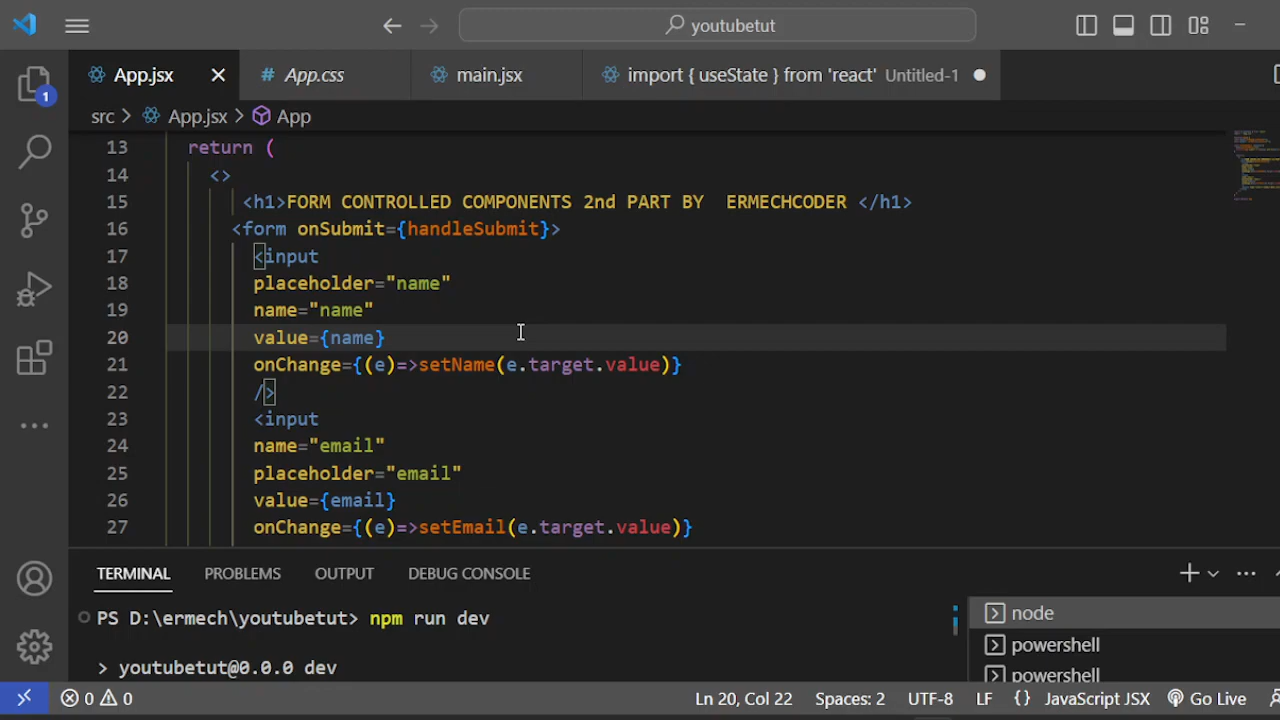 youtubetut
App.jsx
App.css
main.jsx
import { useState } from 'react' Untitled-1
1
src > App.jsx > App
13 return (
14 <>
15 <h1>FORM CONTROLLED COMPONENTS 2nd PART BY  ERMECHCODER </h1>
16 <form onSubmit={handleSubmit}>
17 <input
18 placeholder="name"
19 name="name"
20 value={name}
21 onChange={(e)=>setName(e.target.value)}
22 />
23 <input
24 name="email"
25 placeholder="email"
26 value={email}
27 onChange={(e)=>setEmail(e.target.value)}
TERMINAL PROBLEMS OUTPUT DEBUG CONSOLE
PS D:\ermech\youtubetut> npm run dev
> youtubetut@0.0.0 dev
node
powershell
powershell
0 0 Ln 20, Col 22 Spaces: 2 UTF-8 LF {} JavaScript JSX Go Live